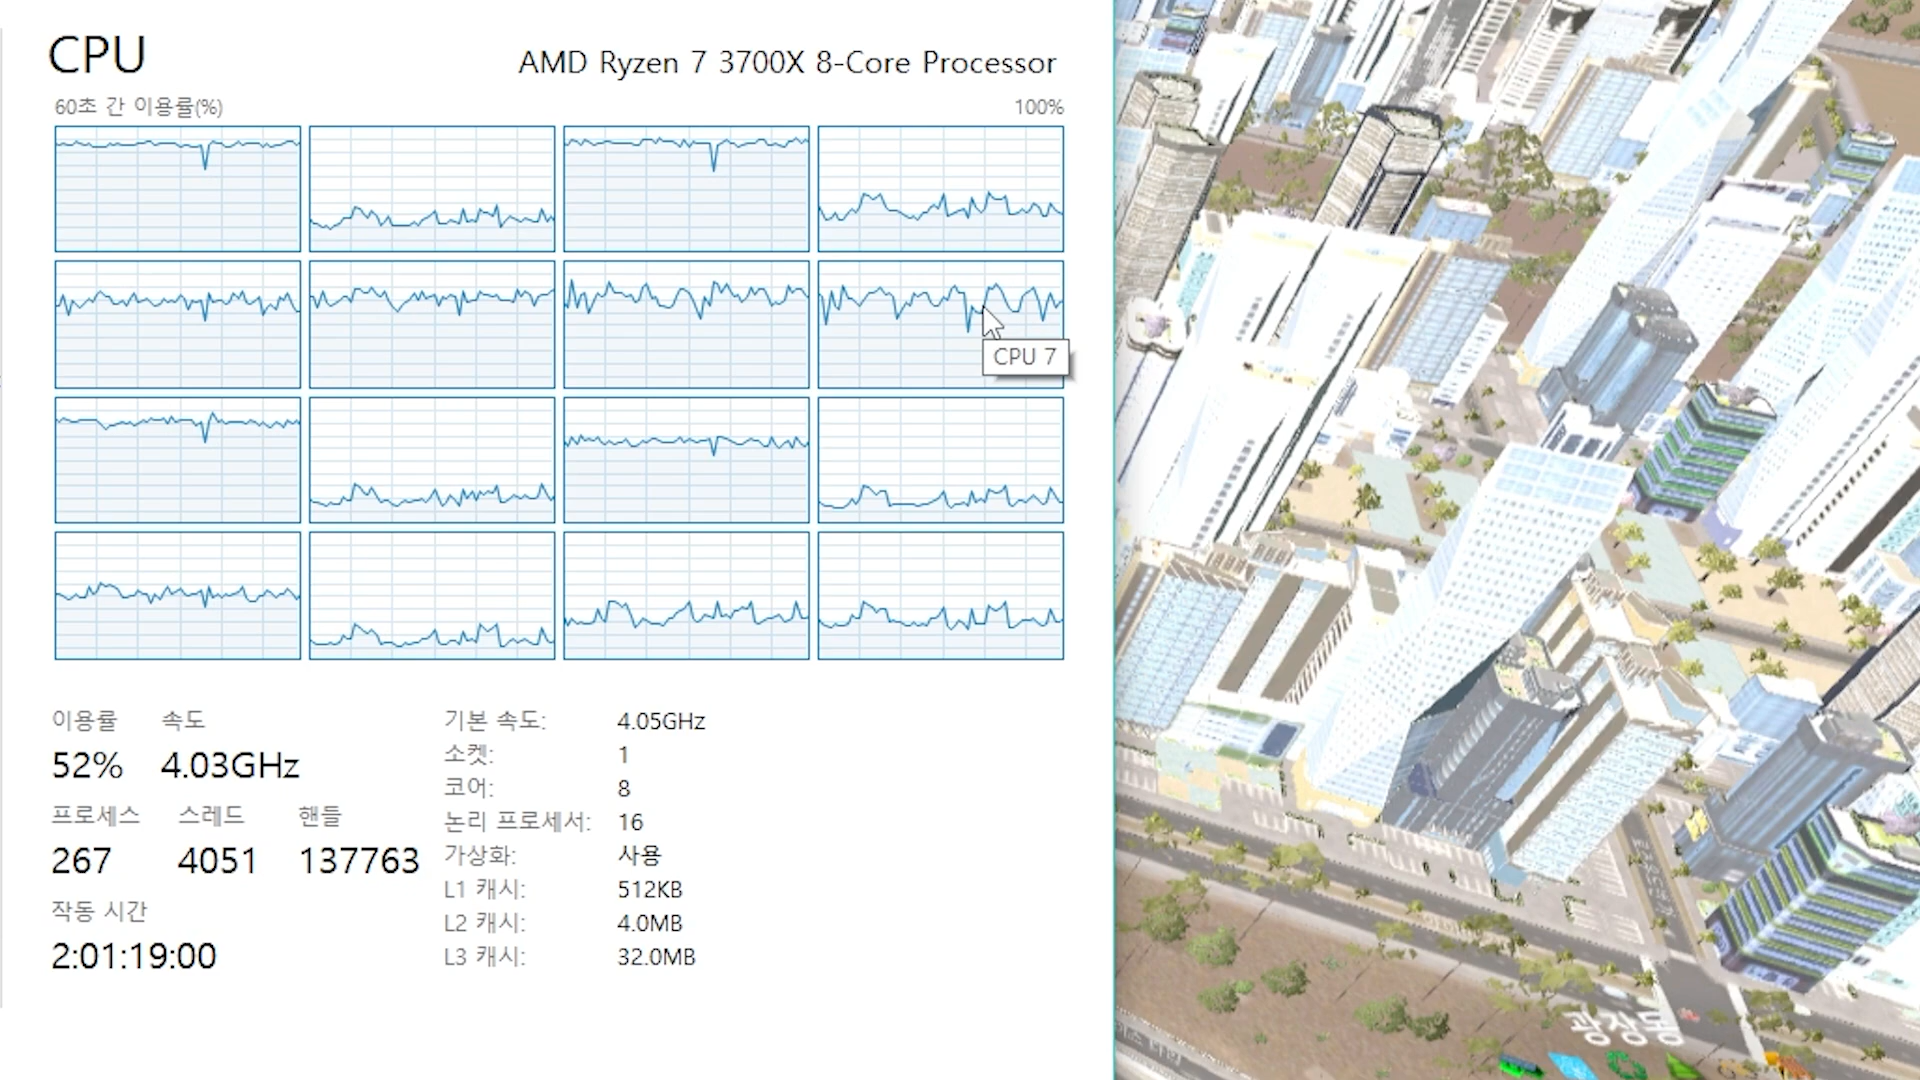 CPU
AMD Ryzen 7 3700X 8-Core Processor
60초 간 이용률(%)
100%
CPU 7
이용률 속도
52% 4.03GHz
프로세스 스레드 핸들
267 4051 137763
작동 시간
2:01:19:00
기본 속도: 4.05GHz
소켓: 1
코어: 8
논리 프로세서: 16
가상화: 사용
L1 캐시: 512KB
L2 캐시: 4.0MB
L3 캐시: 32.0MB
광장동